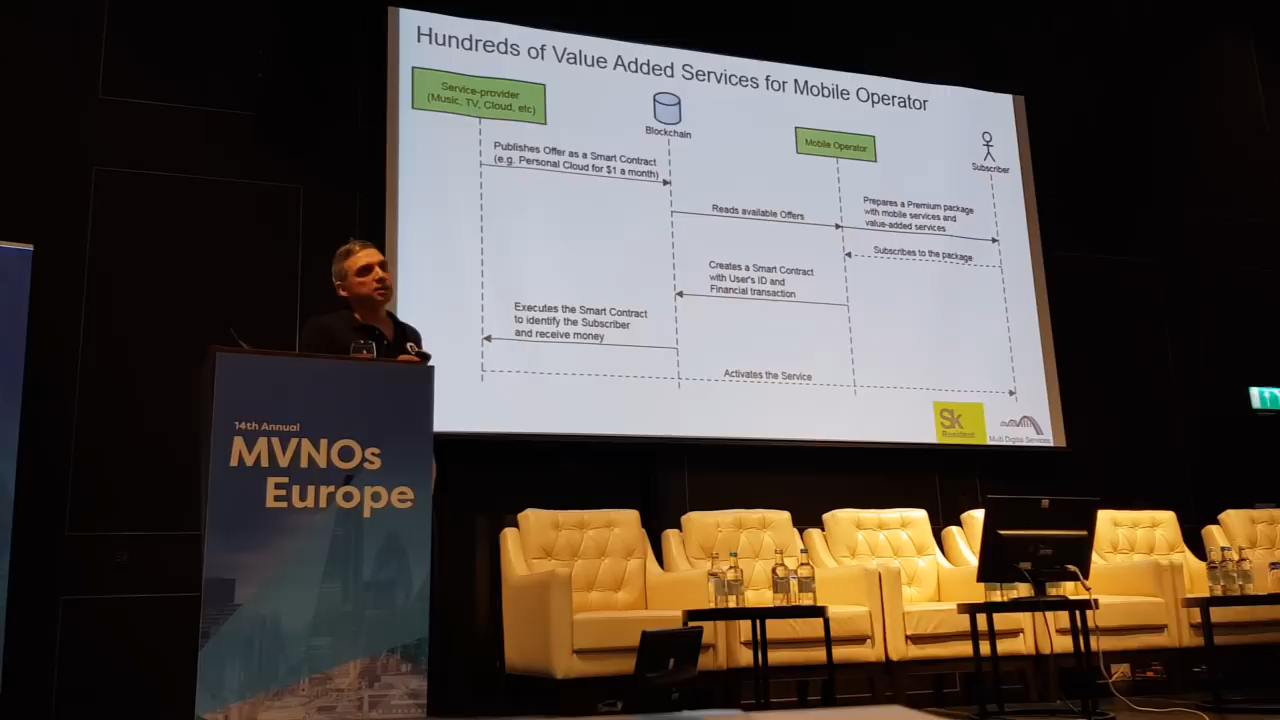 Hundreds of Value Added Services for Mobile Operator
Service-provider
(Music, TV, Cloud, etc)
Blockchain
Mobile Operator
Subscriber
Publishes Offer as a Smart Contract
(e.g. Personal Cloud for $1 a month)
Reads available Offers
Prepares a Premium package
with mobile services and
value-added services
Subscribes to the package
Creates a Smart Contract
with User's ID and
Financial transaction
Executes the Smart Contract
to identify the Subscriber
and receive money
Activates the Service
Sk
Resident
Multi Digital Services
14th Annual
MVNOs
Europe